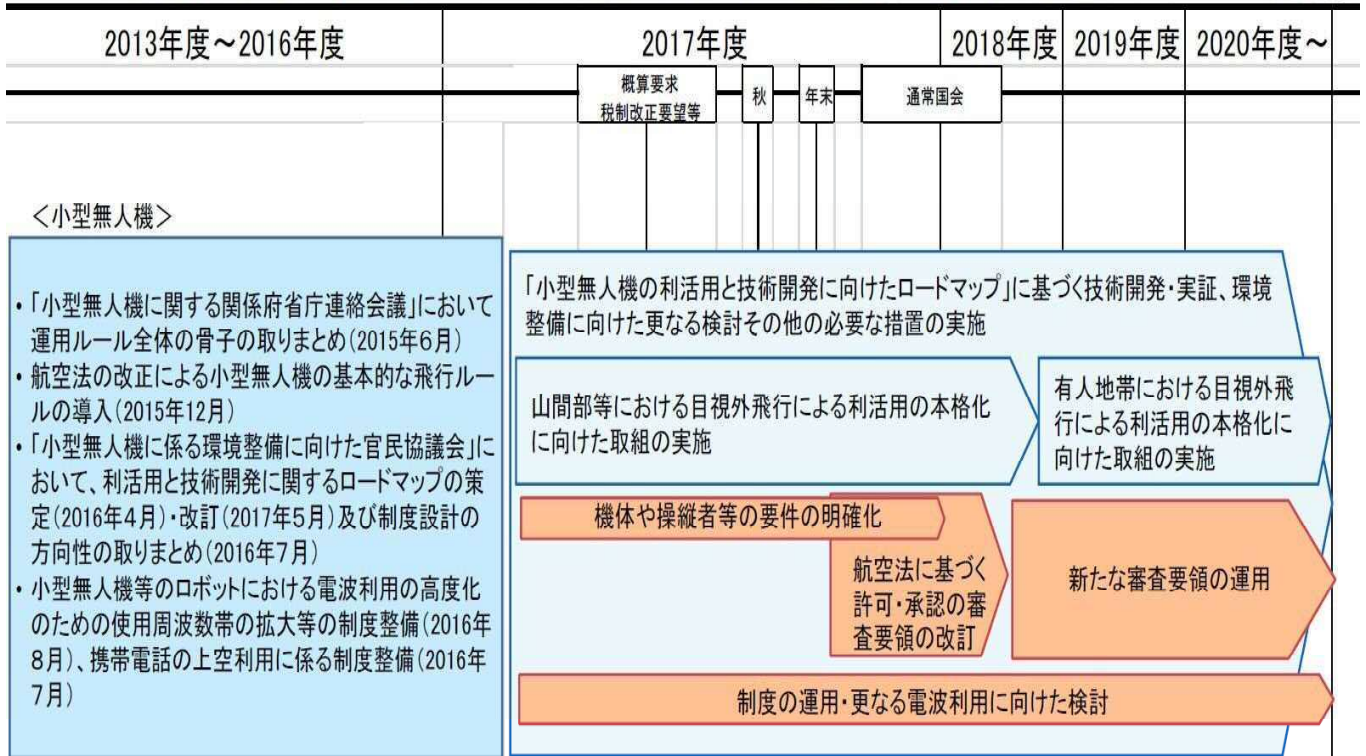 2013年度～2016年度
2017年度
2018年度
2019年度
2020年度～
概算要求
税制改正要望等
秋
年末
通常国会
＜小型無人機＞
・「小型無人機に関する関係府省庁連絡会議」において
運用ルール全体の骨子の取りまとめ(2015年6月)
・航空法の改正による小型無人機の基本的な飛行ルー
ルの導入(2015年12月)
・「小型無人機に係る環境整備に向けた官民協議会」に
おいて、利活用と技術開発に関するロードマップの策
定(2016年4月)・改訂(2017年5月)及び制度設計の
方向性の取りまとめ(2016年7月)
・小型無人機等のロボットにおける電波利用の高度化
のための使用周波数帯の拡大等の制度整備(2016年
8月)、携帯電話の上空利用に係る制度整備(2016年
7月)
「小型無人機の利活用と技術開発に向けたロードマップ」に基づく技術開発・実証、環境
整備に向けた更なる検討その他の必要な措置の実施
山間部等における目視外飛行による利活用の本格化
に向けた取組の実施
有人地帯における目視外飛
行による利活用の本格化に
向けた取組の実施
機体や操縦者等の要件の明確化
航空法に基づく
許可・承認の審
査要領の改訂
新たな審査要領の運用
制度の運用・更なる電波利用に向けた検討